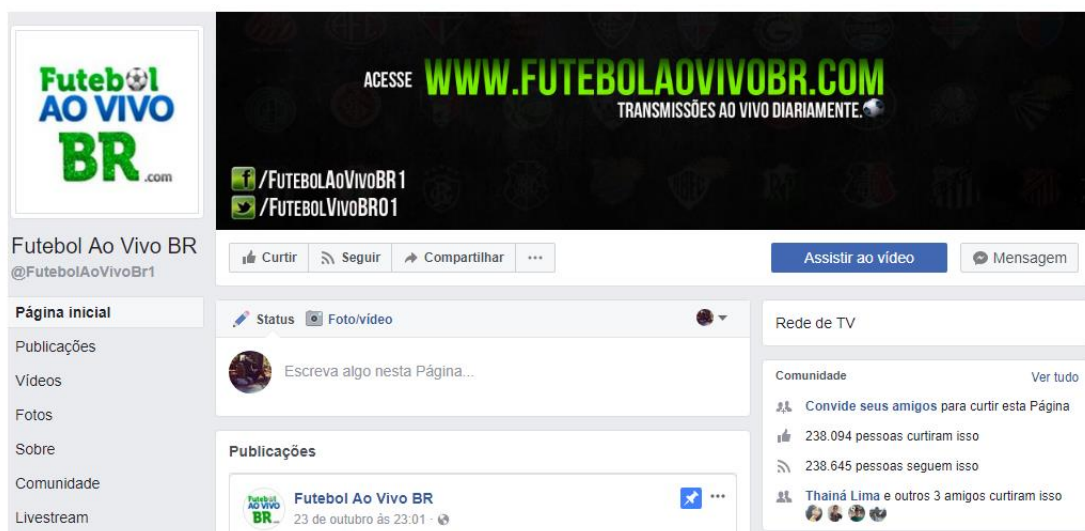 Futebol
AO VIVO
BR.com
ACESSE WWW.FUTEBOLAOVIVOBR.COM
TRANSMISSÕES AO VIVO DIARIAMENTE.
/FUTEBOLAOVIVOBR1
/FUTEBOLVIVOBR01
Futebol Ao Vivo BR
@FutebolAoVivoBr1
Curtir Seguir Compartilhar ...
Assistir ao vídeo Mensagem
Página inicial
Publicações
Vídeos
Fotos
Sobre
Comunidade
Livestream
Status Foto/vídeo
Escreva algo nesta Página...
Publicações
Futebol
AO VIVO
BR
Futebol Ao Vivo BR
23 de outubro às 23:01 ·
Rede de TV
Comunidade Ver tudo
Convide seus amigos para curtir esta Página
238.094 pessoas curtiram isso
238.645 pessoas seguem isso
Thainá Lima e outros 3 amigos curtiram isso